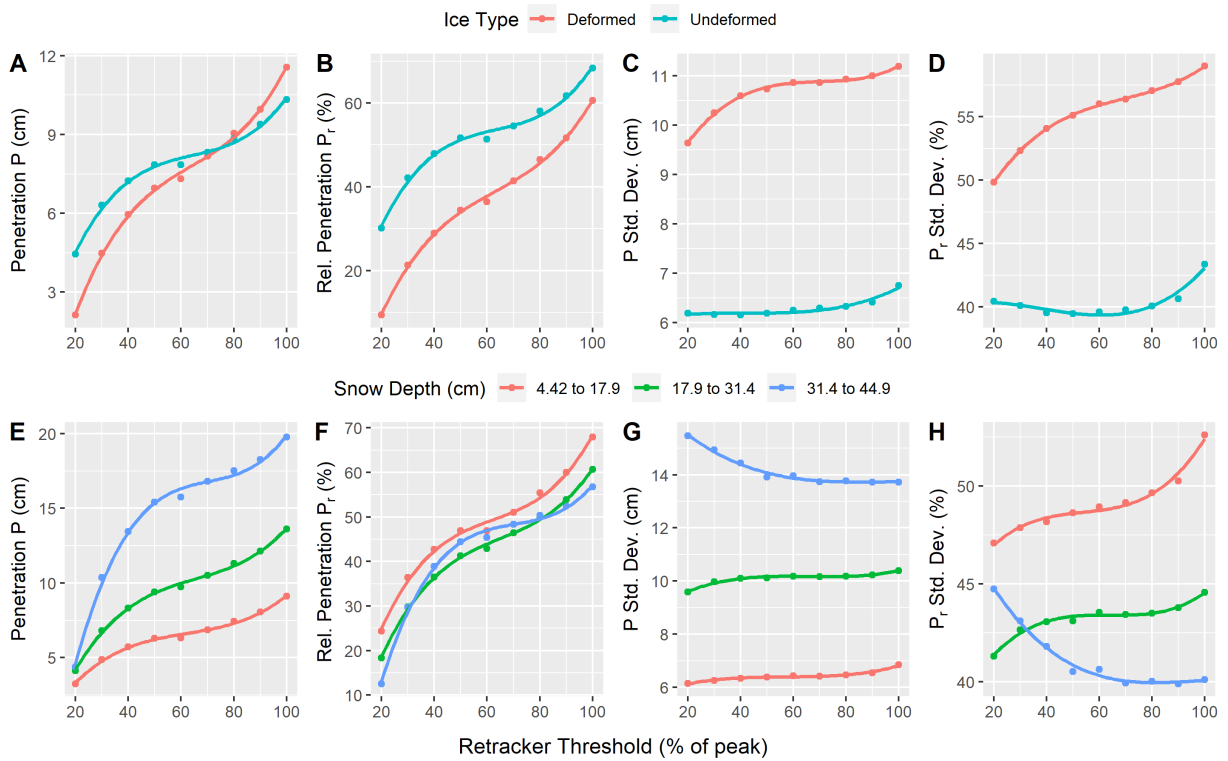 Ice Type Deformed Undeformed
A B C D
Penetration P (cm)
12
9
6
3
20 40 60 80 100
Rel. Penetration Pr (%)
60
40
20
20 40 60 80 100
P Std. Dev. (cm)
11
10
9
8
7
6
20 40 60 80 100
Pr Std. Dev. (%)
55
50
45
40
20 40 60 80 100
Snow Depth (cm) 4.42 to 17.9 17.9 to 31.4 31.4 to 44.9
E F G H
Penetration P (cm)
20
15
10
5
20 40 60 80 100
Rel. Penetration Pr (%)
70
60
50
40
30
20
10
20 40 60 80 100
P Std. Dev. (cm)
14
12
10
8
6
20 40 60 80 100
Pr Std. Dev. (%)
50
45
40
20 40 60 80 100
Retracker Threshold (% of peak)